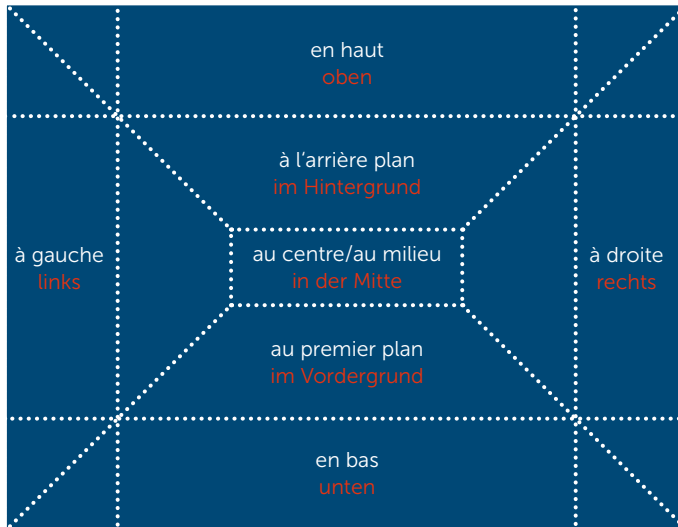 en haut
oben
à l'arrière plan
im Hintergrund
à gauche
links
au centre/au milieu
in der Mitte
à droite
rechts
au premier plan
im Vordergrund
en bas
unten